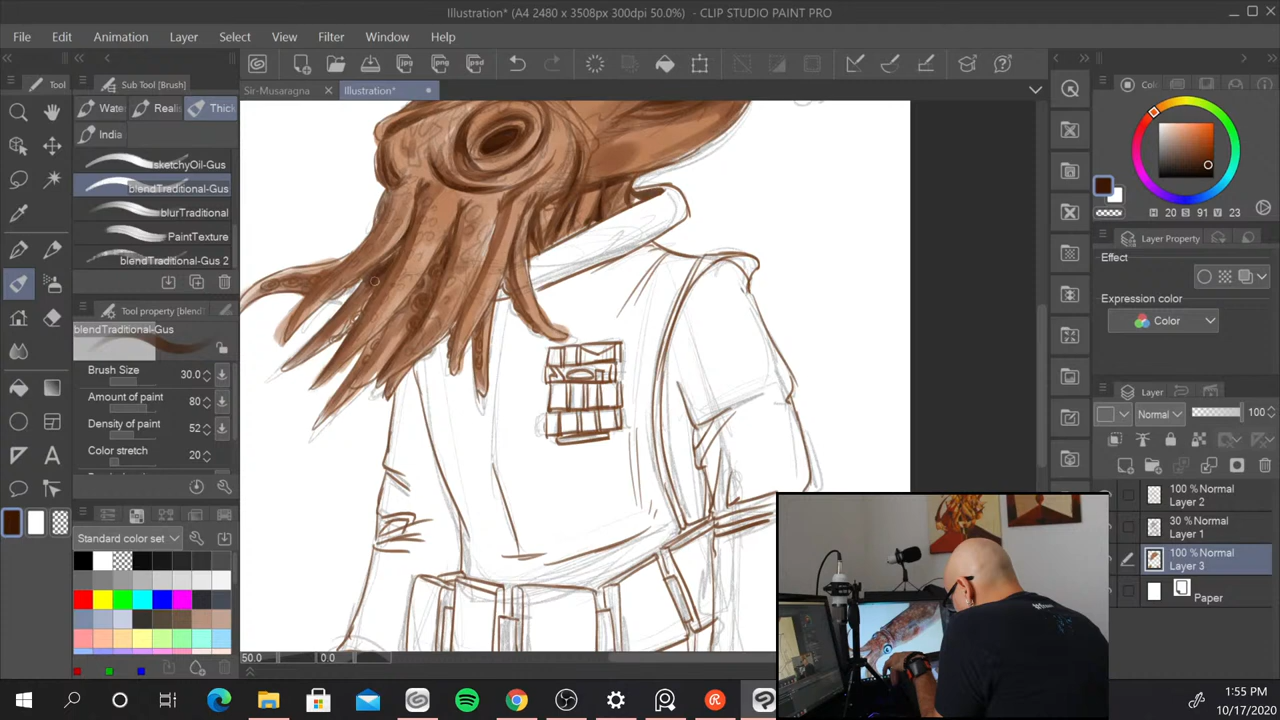 Illustration* (A4 2480 x 3508px 300dpi 50.0%) - CLIP STUDIO PAINT PRO
File Edit Animation Layer Select View Filter Window Help
Tool
Sub Tool [Brush]
Wate
Reali
Thick
India
sketchyOil-Gus
blendTraditional-Gus
blurTraditional
PaintTexture
blendTraditional-Gus 2
Tool property [blend
blendTraditional-Gus
Brush Size 30.0
Amount of paint 80
Density of paint 52
Color stretch 20
Standard color set
Sir-Musaragna
Illustration*
50.0
0.0
H 20 S 91 V 23
Layer Property
Effect
Expression color
Color
Layer
Normal
100
100 % Normal
Layer 2
30 % Normal
Layer 1
100 % Normal
Layer 3
Paper
1:55 PM
10/17/2020